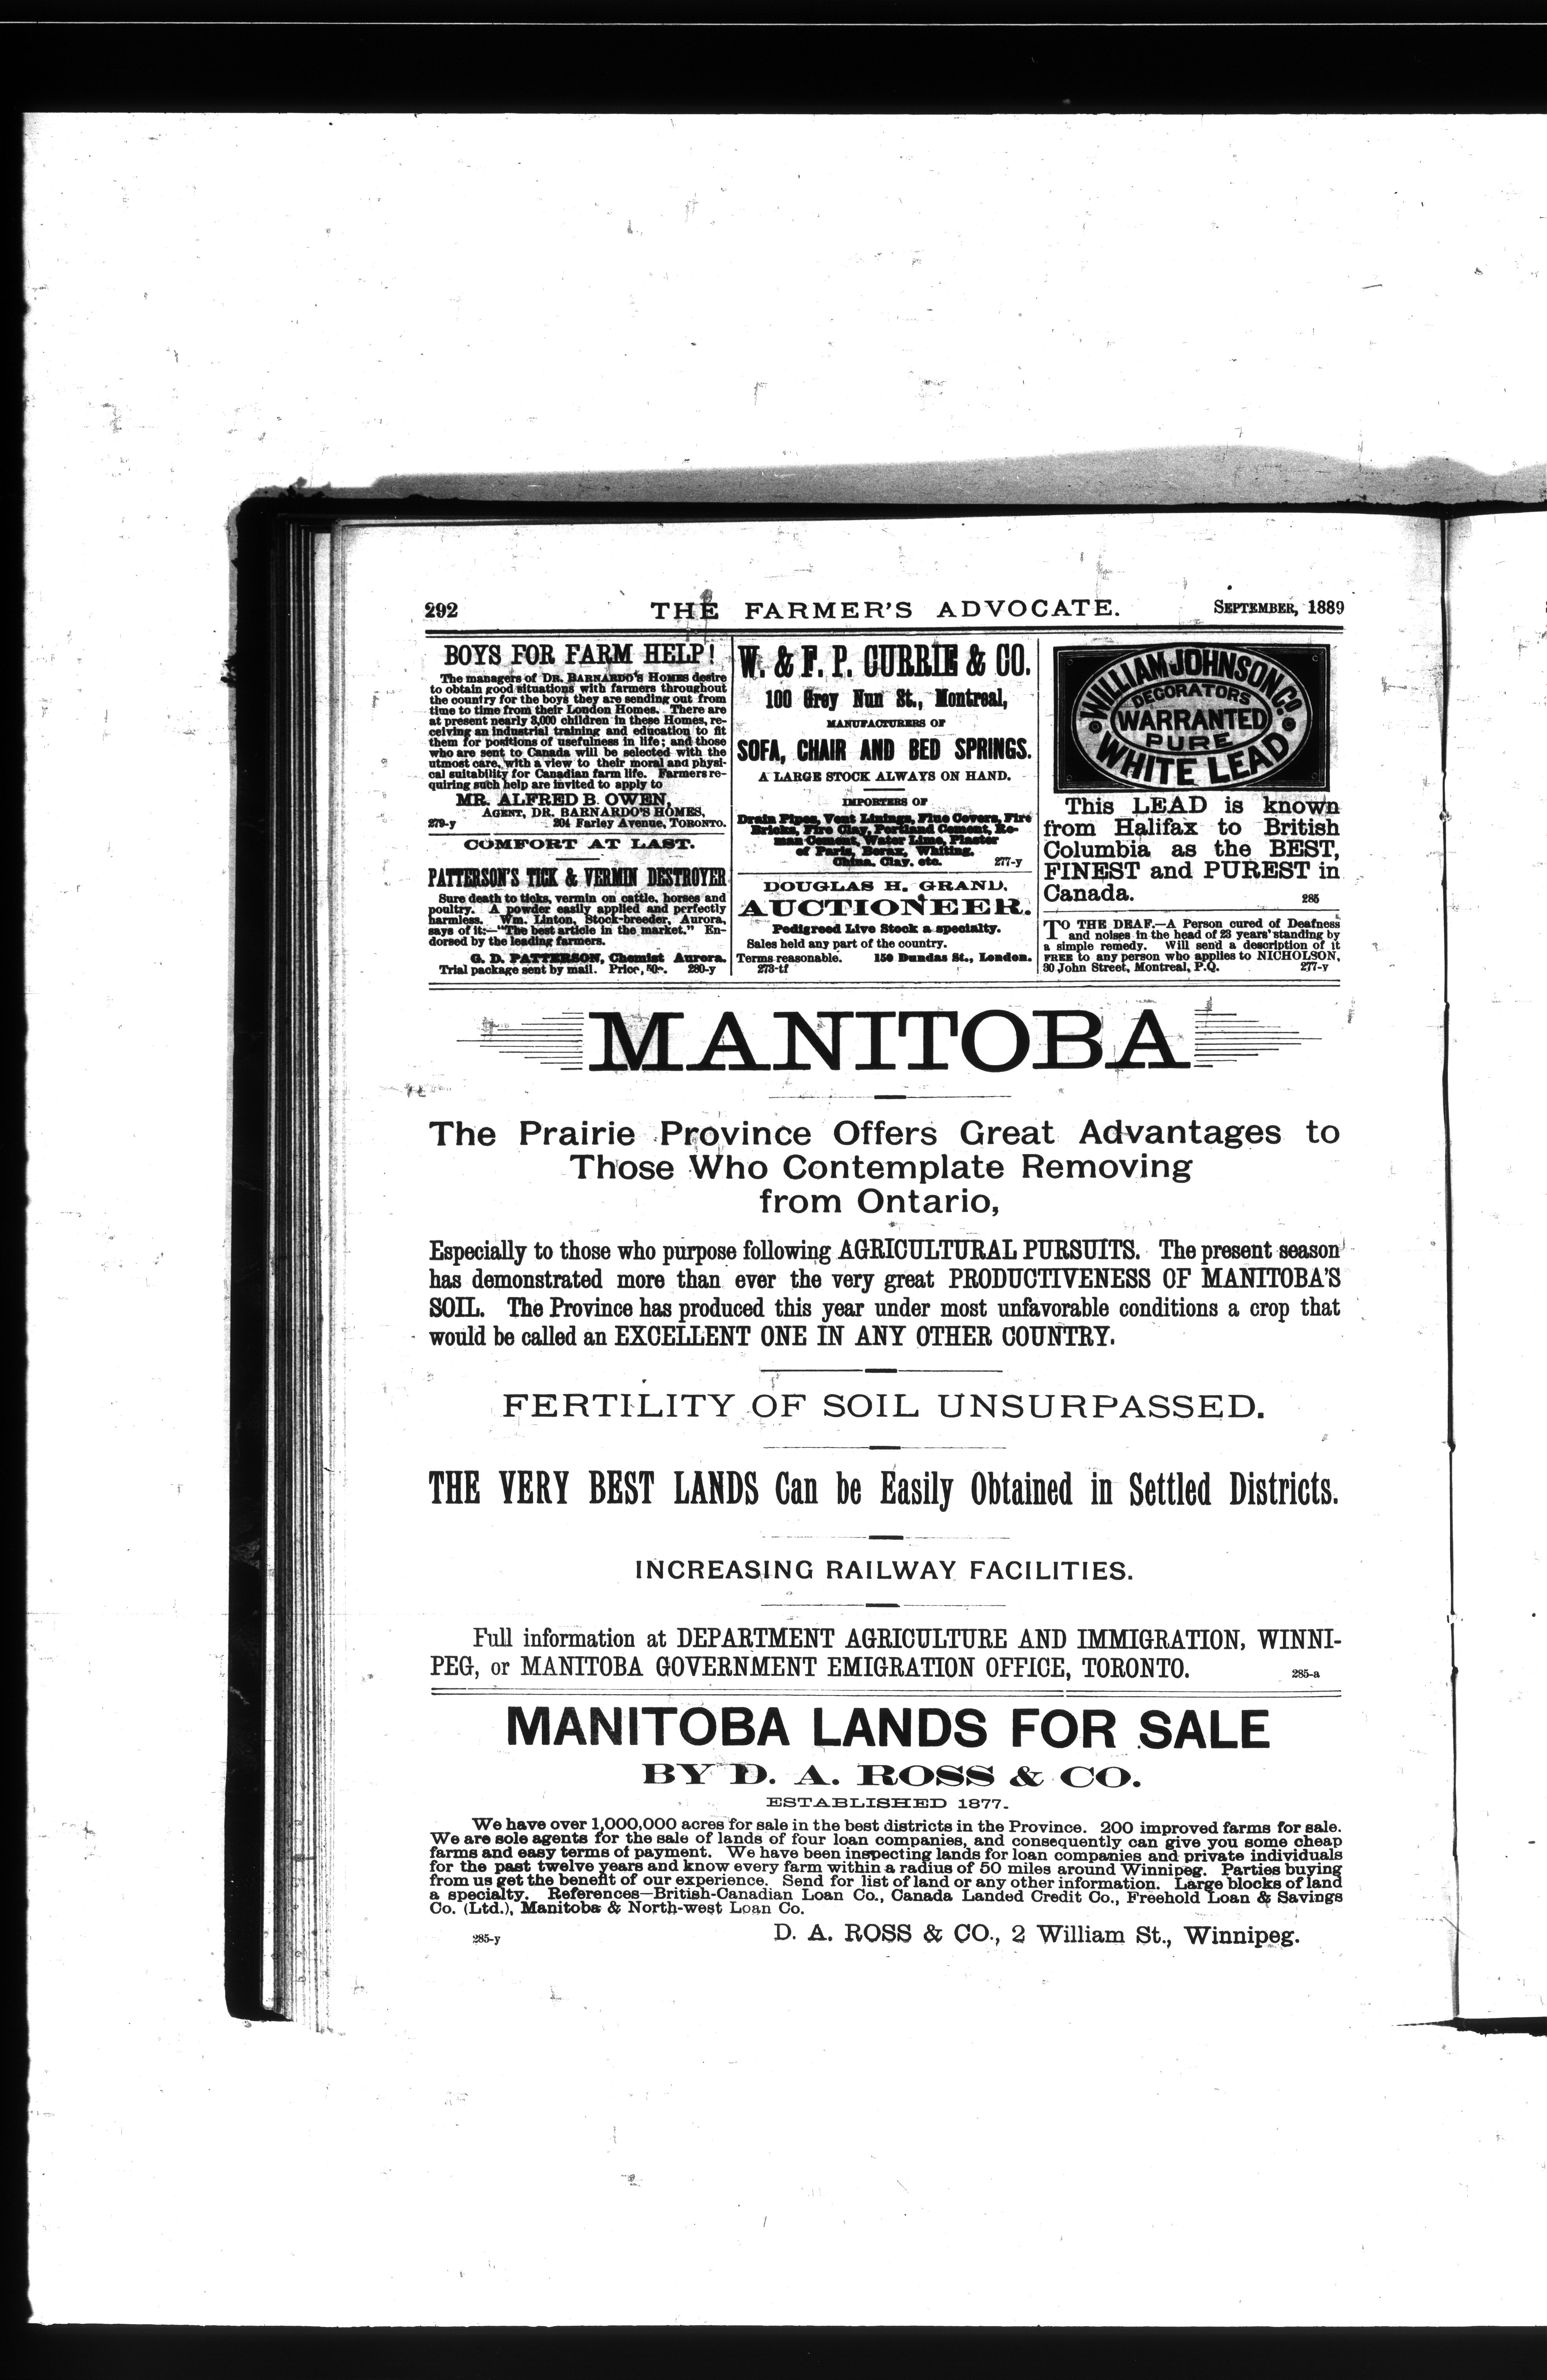 292 THE FARMER'S ADVOCATE. SEPTEMBER, 1889
BOYS FOR FARM HELP!
The managers of DR. BARNARDO'S HOMES desire
to obtain good situations with farmers throughout
the country for the boys they are sending out from
time to time from their London Homes. There are
at present nearly 3,000 children in these Homes, re-
ceiving an industrial training and education to fit
them for positions of usefulness in life; and those
who are sent to Canada will be selected with the
utmost care, with a view to their moral and physi-
cal suitability for Canadian farm life. Farmers re-
quiring such help are invited to apply to
MR. ALFRED B. OWEN,
AGENT, DR. BARNARDO'S HOMES,
279-y 204 Farley Avenue, TORONTO.
COMFORT AT LAST.
PATTERSON'S TICK & VERMIN DESTROYER
Sure death to ticks, vermin on cattle, horses and
poultry. A powder easily applied and perfectly
harmless. Wm. Linton, Stock-breeder, Aurora,
says of it:—"The best article in the market." En-
dorsed by the leading farmers.
G. D. PATTERSON, Chemist Aurora.
Trial package sent by mail. Price, 50c. 280-y
W. & F. P. CURRIE & CO.
100 Grey Nun St., Montreal,
MANUFACTURERS OF
SOFA, CHAIR AND BED SPRINGS.
A LARGE STOCK ALWAYS ON HAND.
IMPORTERS OF
Drain Pipes, Vent Linings, Flue Covers, Fire
Bricks, Fire Clay, Portland Cement, Ro-
man Cement, Water Lime, Plaster
of Paris, Borax, Whiting,
China, Clay, etc. 277-y
DOUGLAS H. GRAND,
AUCTIONEER.
Pedigreed Live Stock a specialty.
Sales held any part of the country.
Terms reasonable. 150 Dundas St., London.
273-tf
WILLIAM JOHNSON CO
DECORATORS
WARRANTED
PURE
WHITE LEAD
This LEAD is known
from Halifax to British
Columbia as the BEST,
FINEST and PUREST in
Canada. 285
TO THE DEAF.—A Person cured of Deafness
and noises in the head of 23 years' standing by
a simple remedy. Will send a description of it
FREE to any person who applies to NICHOLSON,
30 John Street, Montreal, P.Q. 277-y
MANITOBA
The Prairie Province Offers Great Advantages to
Those Who Contemplate Removing
from Ontario,
Especially to those who purpose following AGRICULTURAL PURSUITS. The present season
has demonstrated more than ever the very great PRODUCTIVENESS OF MANITOBA'S
SOIL. The Province has produced this year under most unfavorable conditions a crop that
would be called an EXCELLENT ONE IN ANY OTHER COUNTRY.
FERTILITY OF SOIL UNSURPASSED.
THE VERY BEST LANDS Can be Easily Obtained in Settled Districts.
INCREASING RAILWAY FACILITIES.
Full information at DEPARTMENT AGRICULTURE AND IMMIGRATION, WINNI-
PEG, or MANITOBA GOVERNMENT EMIGRATION OFFICE, TORONTO. 285-a
MANITOBA LANDS FOR SALE
BY D. A. ROSS & CO.
ESTABLISHED 1877.
We have over 1,000,000 acres for sale in the best districts in the Province. 200 improved farms for sale.
We are sole agents for the sale of lands of four loan companies, and consequently can give you some cheap
farms and easy terms of payment. We have been inspecting lands for loan companies and private individuals
for the past twelve years and know every farm within a radius of 50 miles around Winnipeg. Parties buying
from us get the benefit of our experience. Send for list of land or any other information. Large blocks of land
a specialty. References—British-Canadian Loan Co., Canada Landed Credit Co., Freehold Loan & Savings
Co. (Ltd.), Manitoba & North-west Loan Co.
285-y D. A. ROSS & CO., 2 William St., Winnipeg.